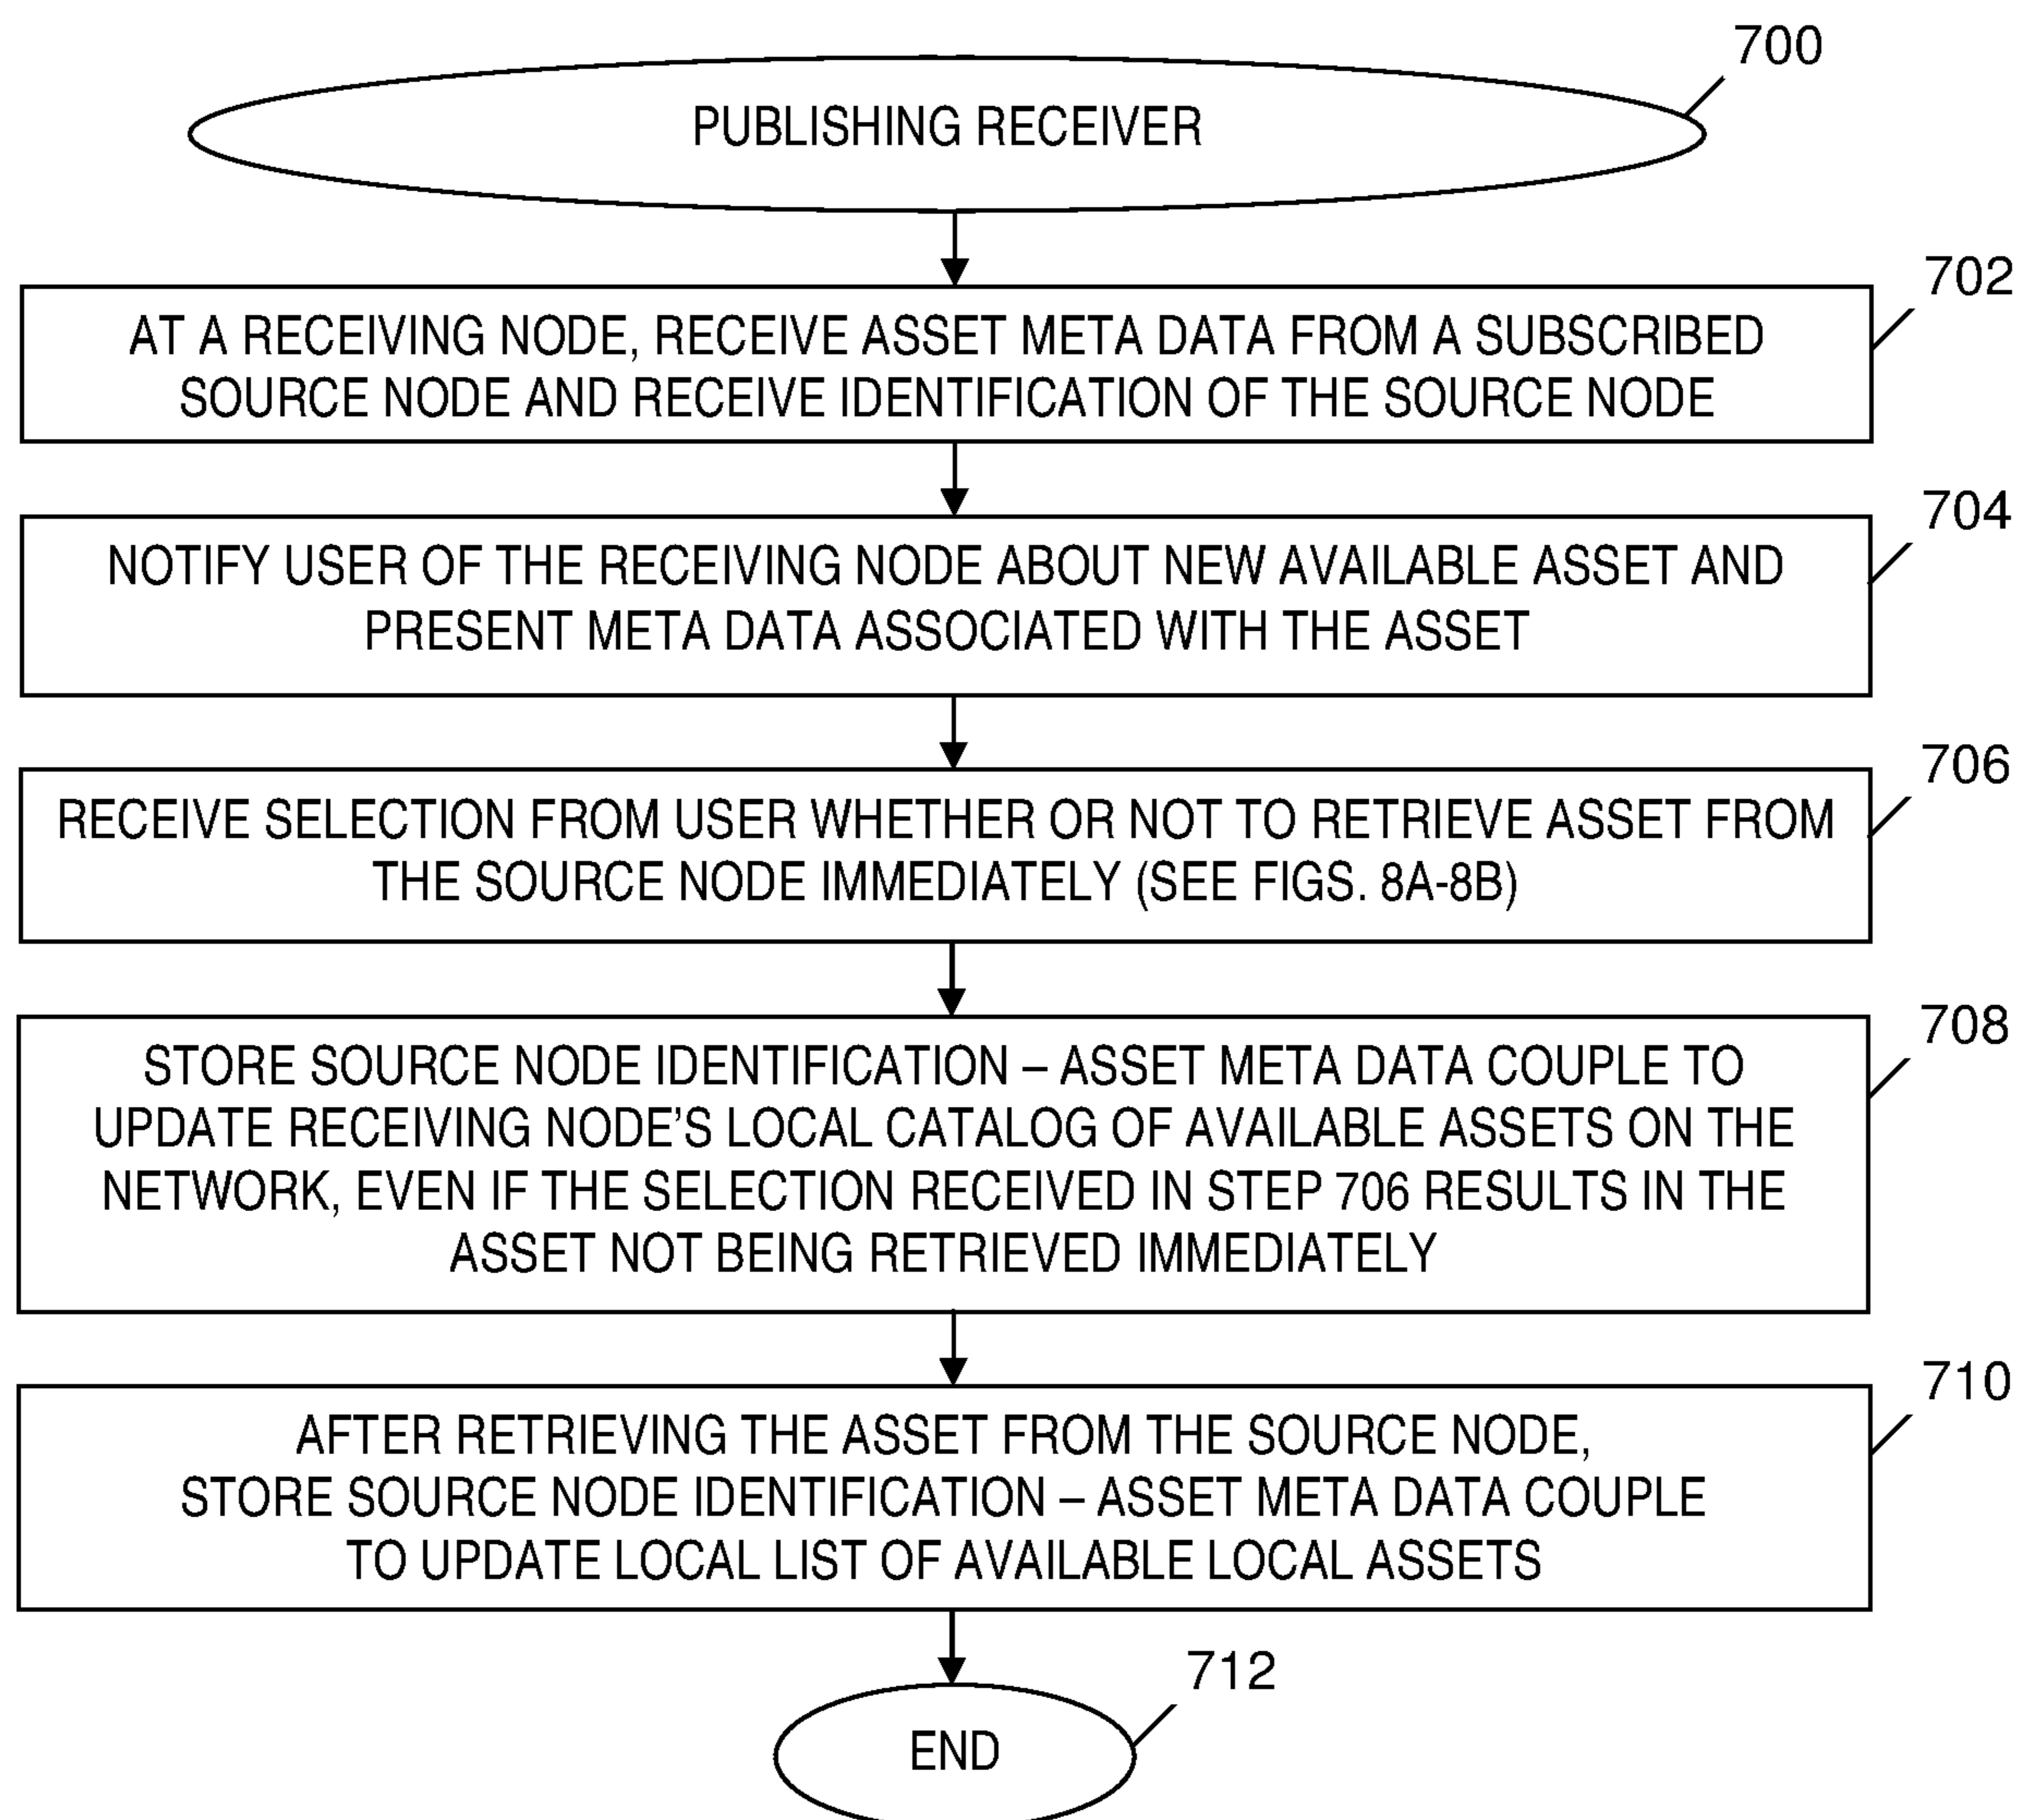 700
PUBLISHING RECEIVER
702
AT A RECEIVING NODE, RECEIVE ASSET META DATA FROM A SUBSCRIBED
SOURCE NODE AND RECEIVE IDENTIFICATION OF THE SOURCE NODE
704
NOTIFY USER OF THE RECEIVING NODE ABOUT NEW AVAILABLE ASSET AND
PRESENT META DATA ASSOCIATED WITH THE ASSET
706
RECEIVE SELECTION FROM USER WHETHER OR NOT TO RETRIEVE ASSET FROM
THE SOURCE NODE IMMEDIATELY (SEE FIGS. 8A-8B)
708
STORE SOURCE NODE IDENTIFICATION – ASSET META DATA COUPLE TO
UPDATE RECEIVING NODE'S LOCAL CATALOG OF AVAILABLE ASSETS ON THE
NETWORK, EVEN IF THE SELECTION RECEIVED IN STEP 706 RESULTS IN THE
ASSET NOT BEING RETRIEVED IMMEDIATELY
710
AFTER RETRIEVING THE ASSET FROM THE SOURCE NODE,
STORE SOURCE NODE IDENTIFICATION – ASSET META DATA COUPLE
TO UPDATE LOCAL LIST OF AVAILABLE LOCAL ASSETS
712
END